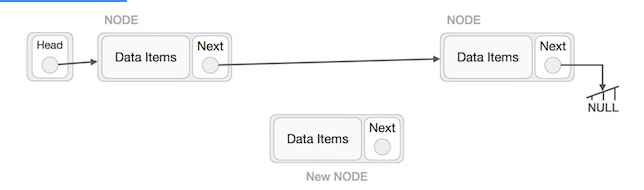 NODE
NODE
Head
Data Items
Next
Data Items
Next
NULL
Data Items
Next
New NODE